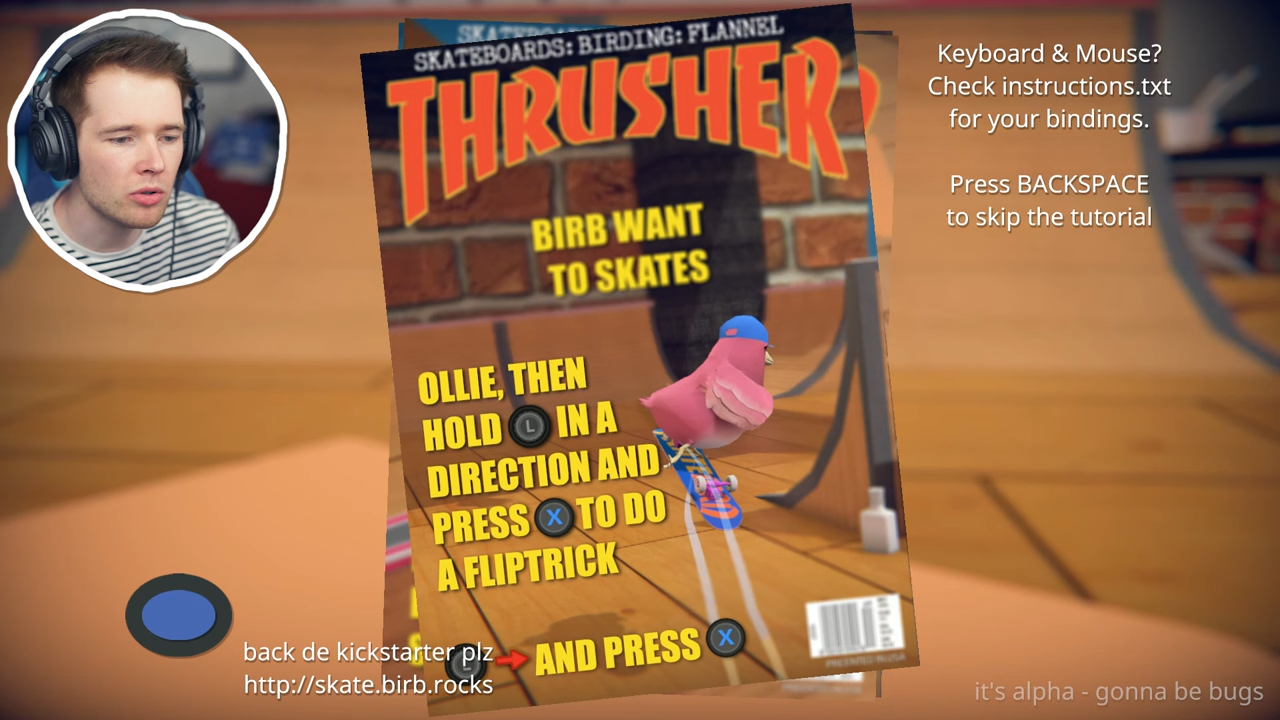 SKATEBOARDS: BIRDING: FLANNEL
THRUSHER
BIRB WANT
TO SKATES
OLLIE, THEN
HOLD L IN A
DIRECTION AND
PRESS X TO DO
A FLIPTRICK
L AND PRESS X
Keyboard & Mouse?
Check instructions.txt
for your bindings.
Press BACKSPACE
to skip the tutorial
back de kickstarter plz
http://skate.birb.rocks
it's alpha - gonna be bugs